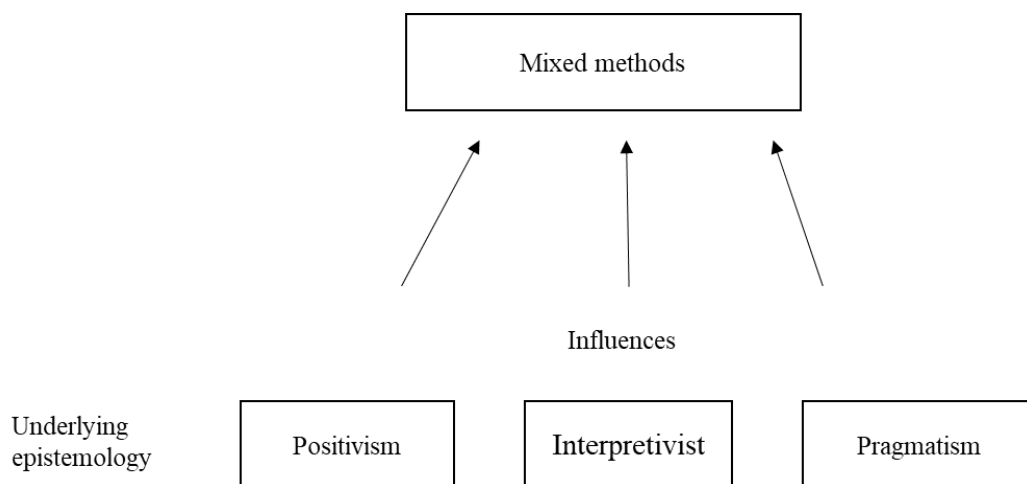 Mixed methods
Influences
Underlying
epistemology
Positivism
Interpretivist
Pragmatism